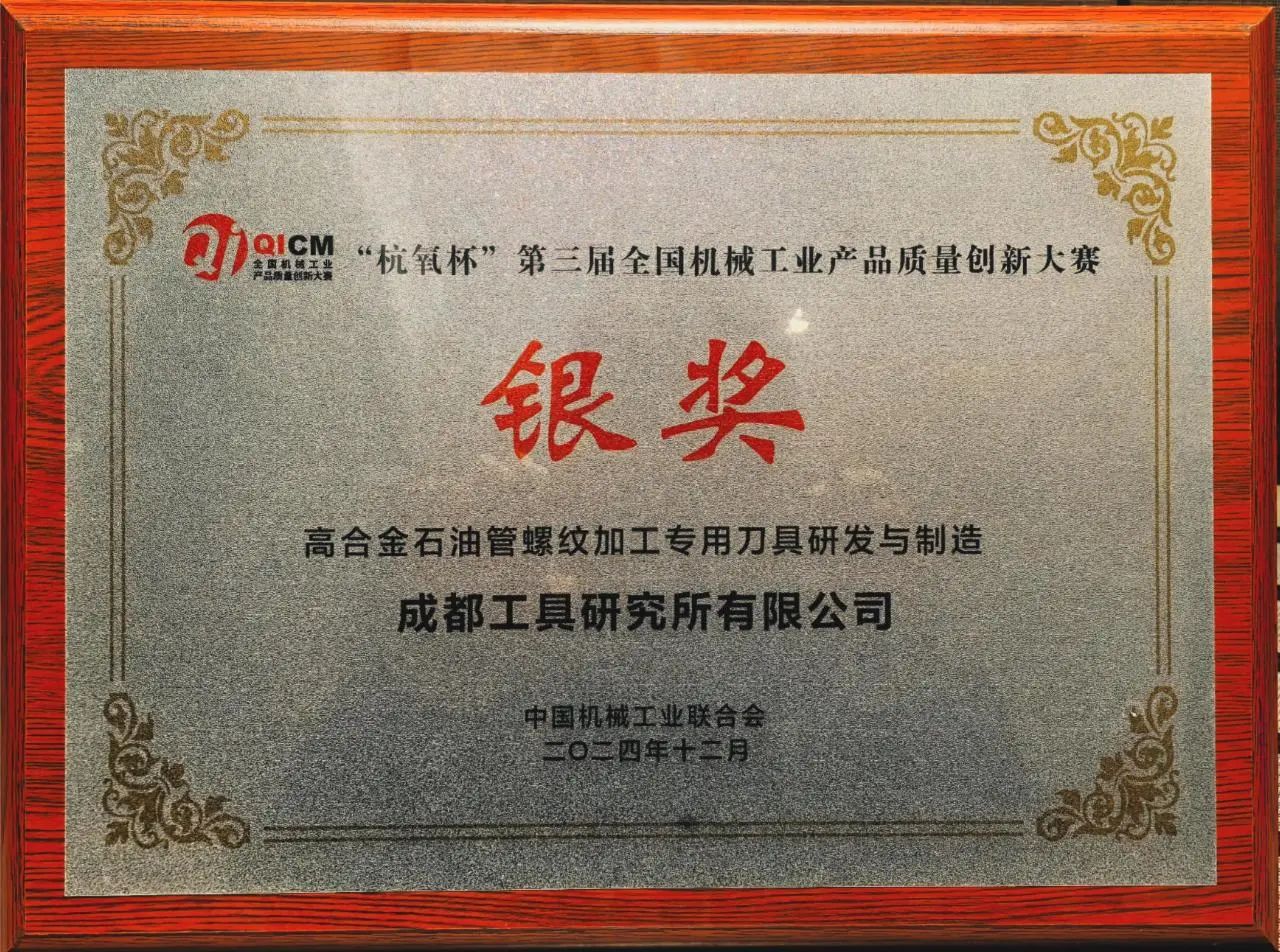 QICM
全国机械工业
产品质量创新大赛
“杭氧杯”第三届全国机械工业产品质量创新大赛
银奖
高合金石油管螺纹加工专用刀具研发与制造
成都工具研究所有限公司
中国机械工业联合会
二〇二四年十二月